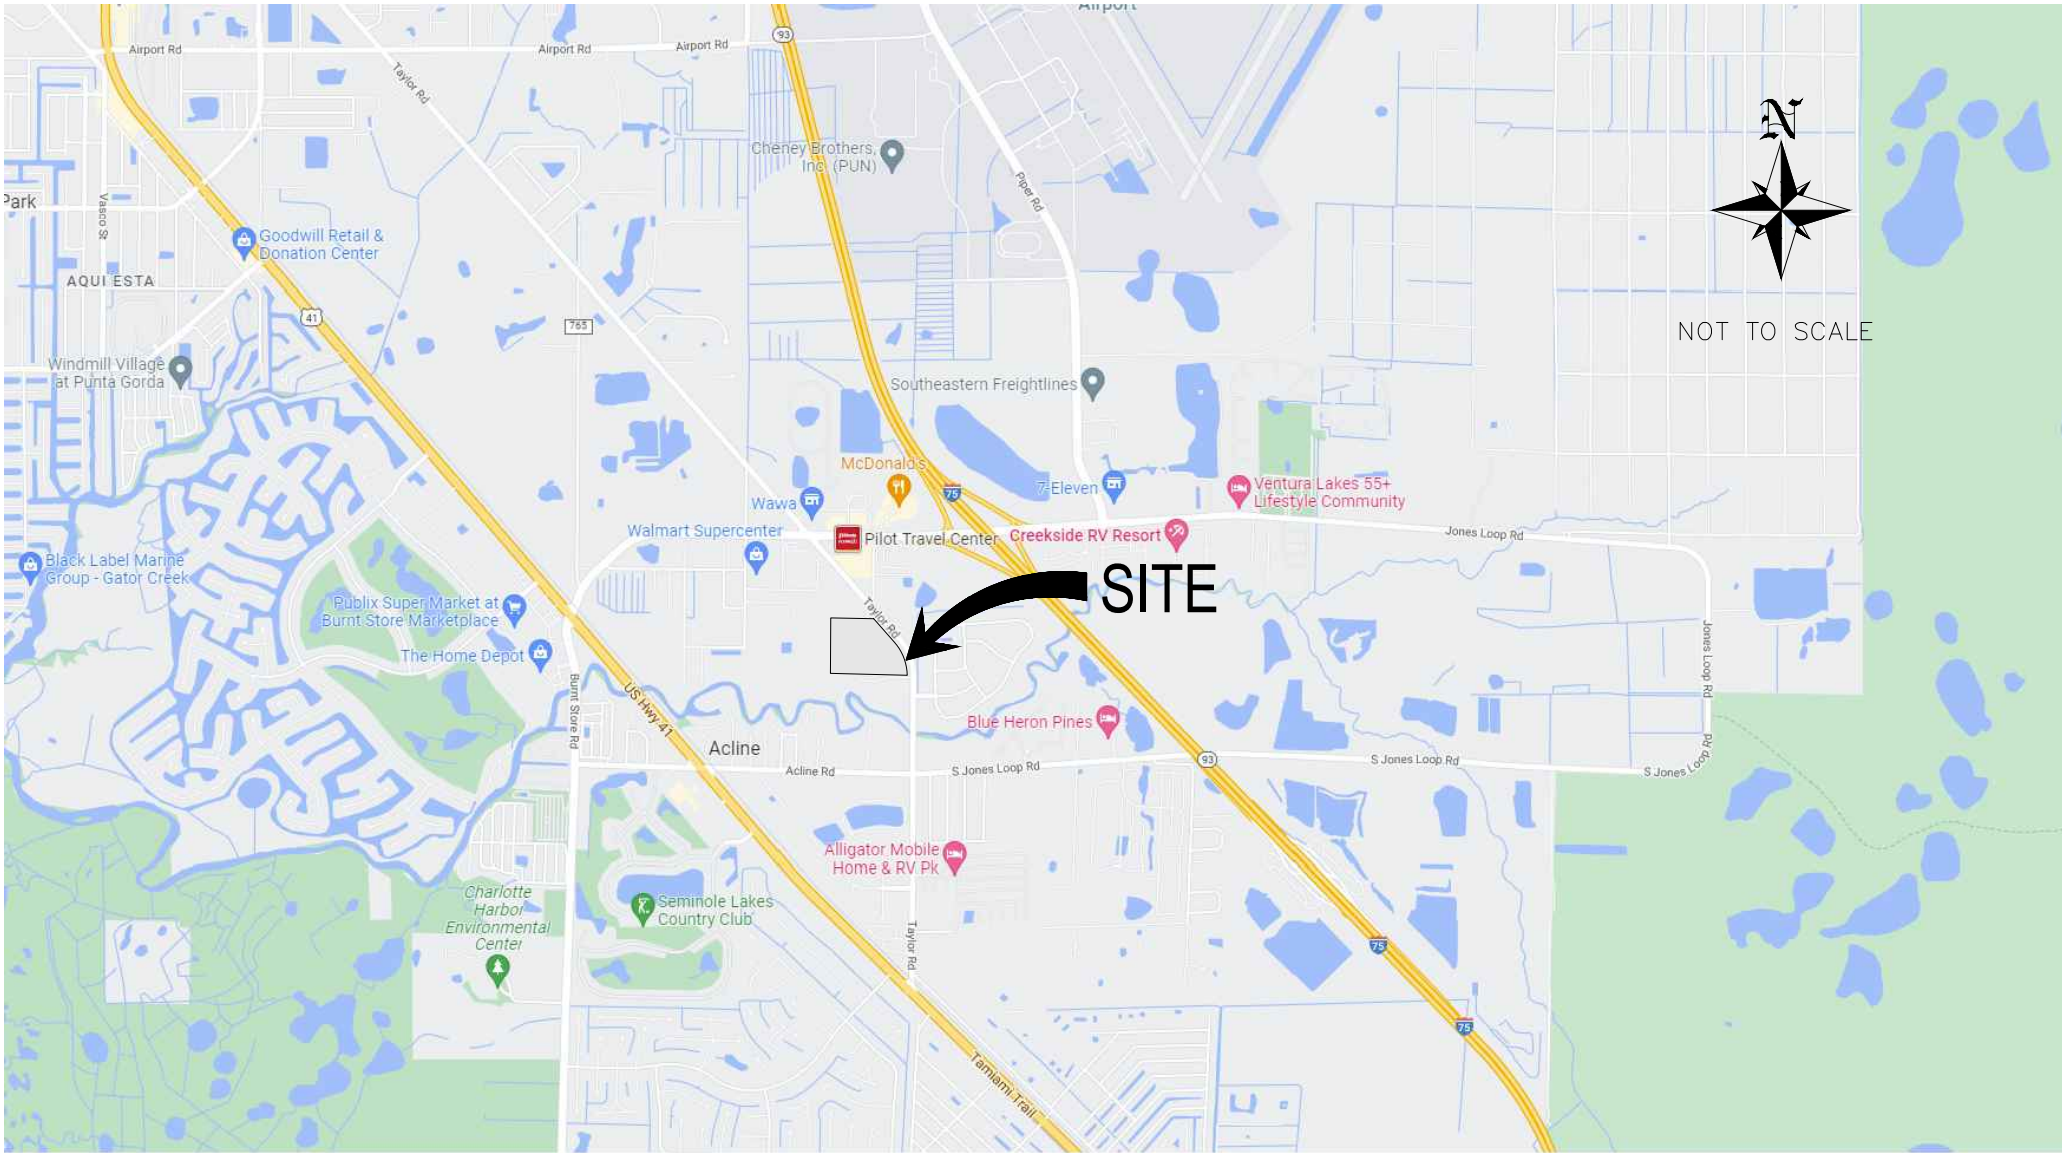 Airport
93
Airport Rd
Airport Rd
Airport Rd
Taylor Rd
N
Cheney Brothers,
Inc. (PUN)
Piper Rd
Park
Vasco St
Goodwill Retail &
Donation Center
AQUI ESTA
41
765
NOT TO SCALE
Windmill Village
at Punta Gorda
Southeastern Freightlines
McDonald's
75
7-Eleven
Ventura Lakes 55+
Lifestyle Community
Wawa
Walmart Supercenter
Pilot Travel Center
Creekside RV Resort
Jones Loop Rd
Black Label Marine
Group - Gator Creek
SITE
Publix Super Market at
Burnt Store Marketplace
Taylor Rd
The Home Depot
Jones Loop Rd
Burnt Store Rd
US Hwy 41
Blue Heron Pines
Acline
Acline Rd
S Jones Loop Rd
93
S Jones Loop Rd
S Jones Loop Rd
Alligator Mobile
Home & RV Pk
Charlotte
Harbor
Environmental
Center
Seminole Lakes
Country Club
Taylor Rd
75
75
Tamiami Trail